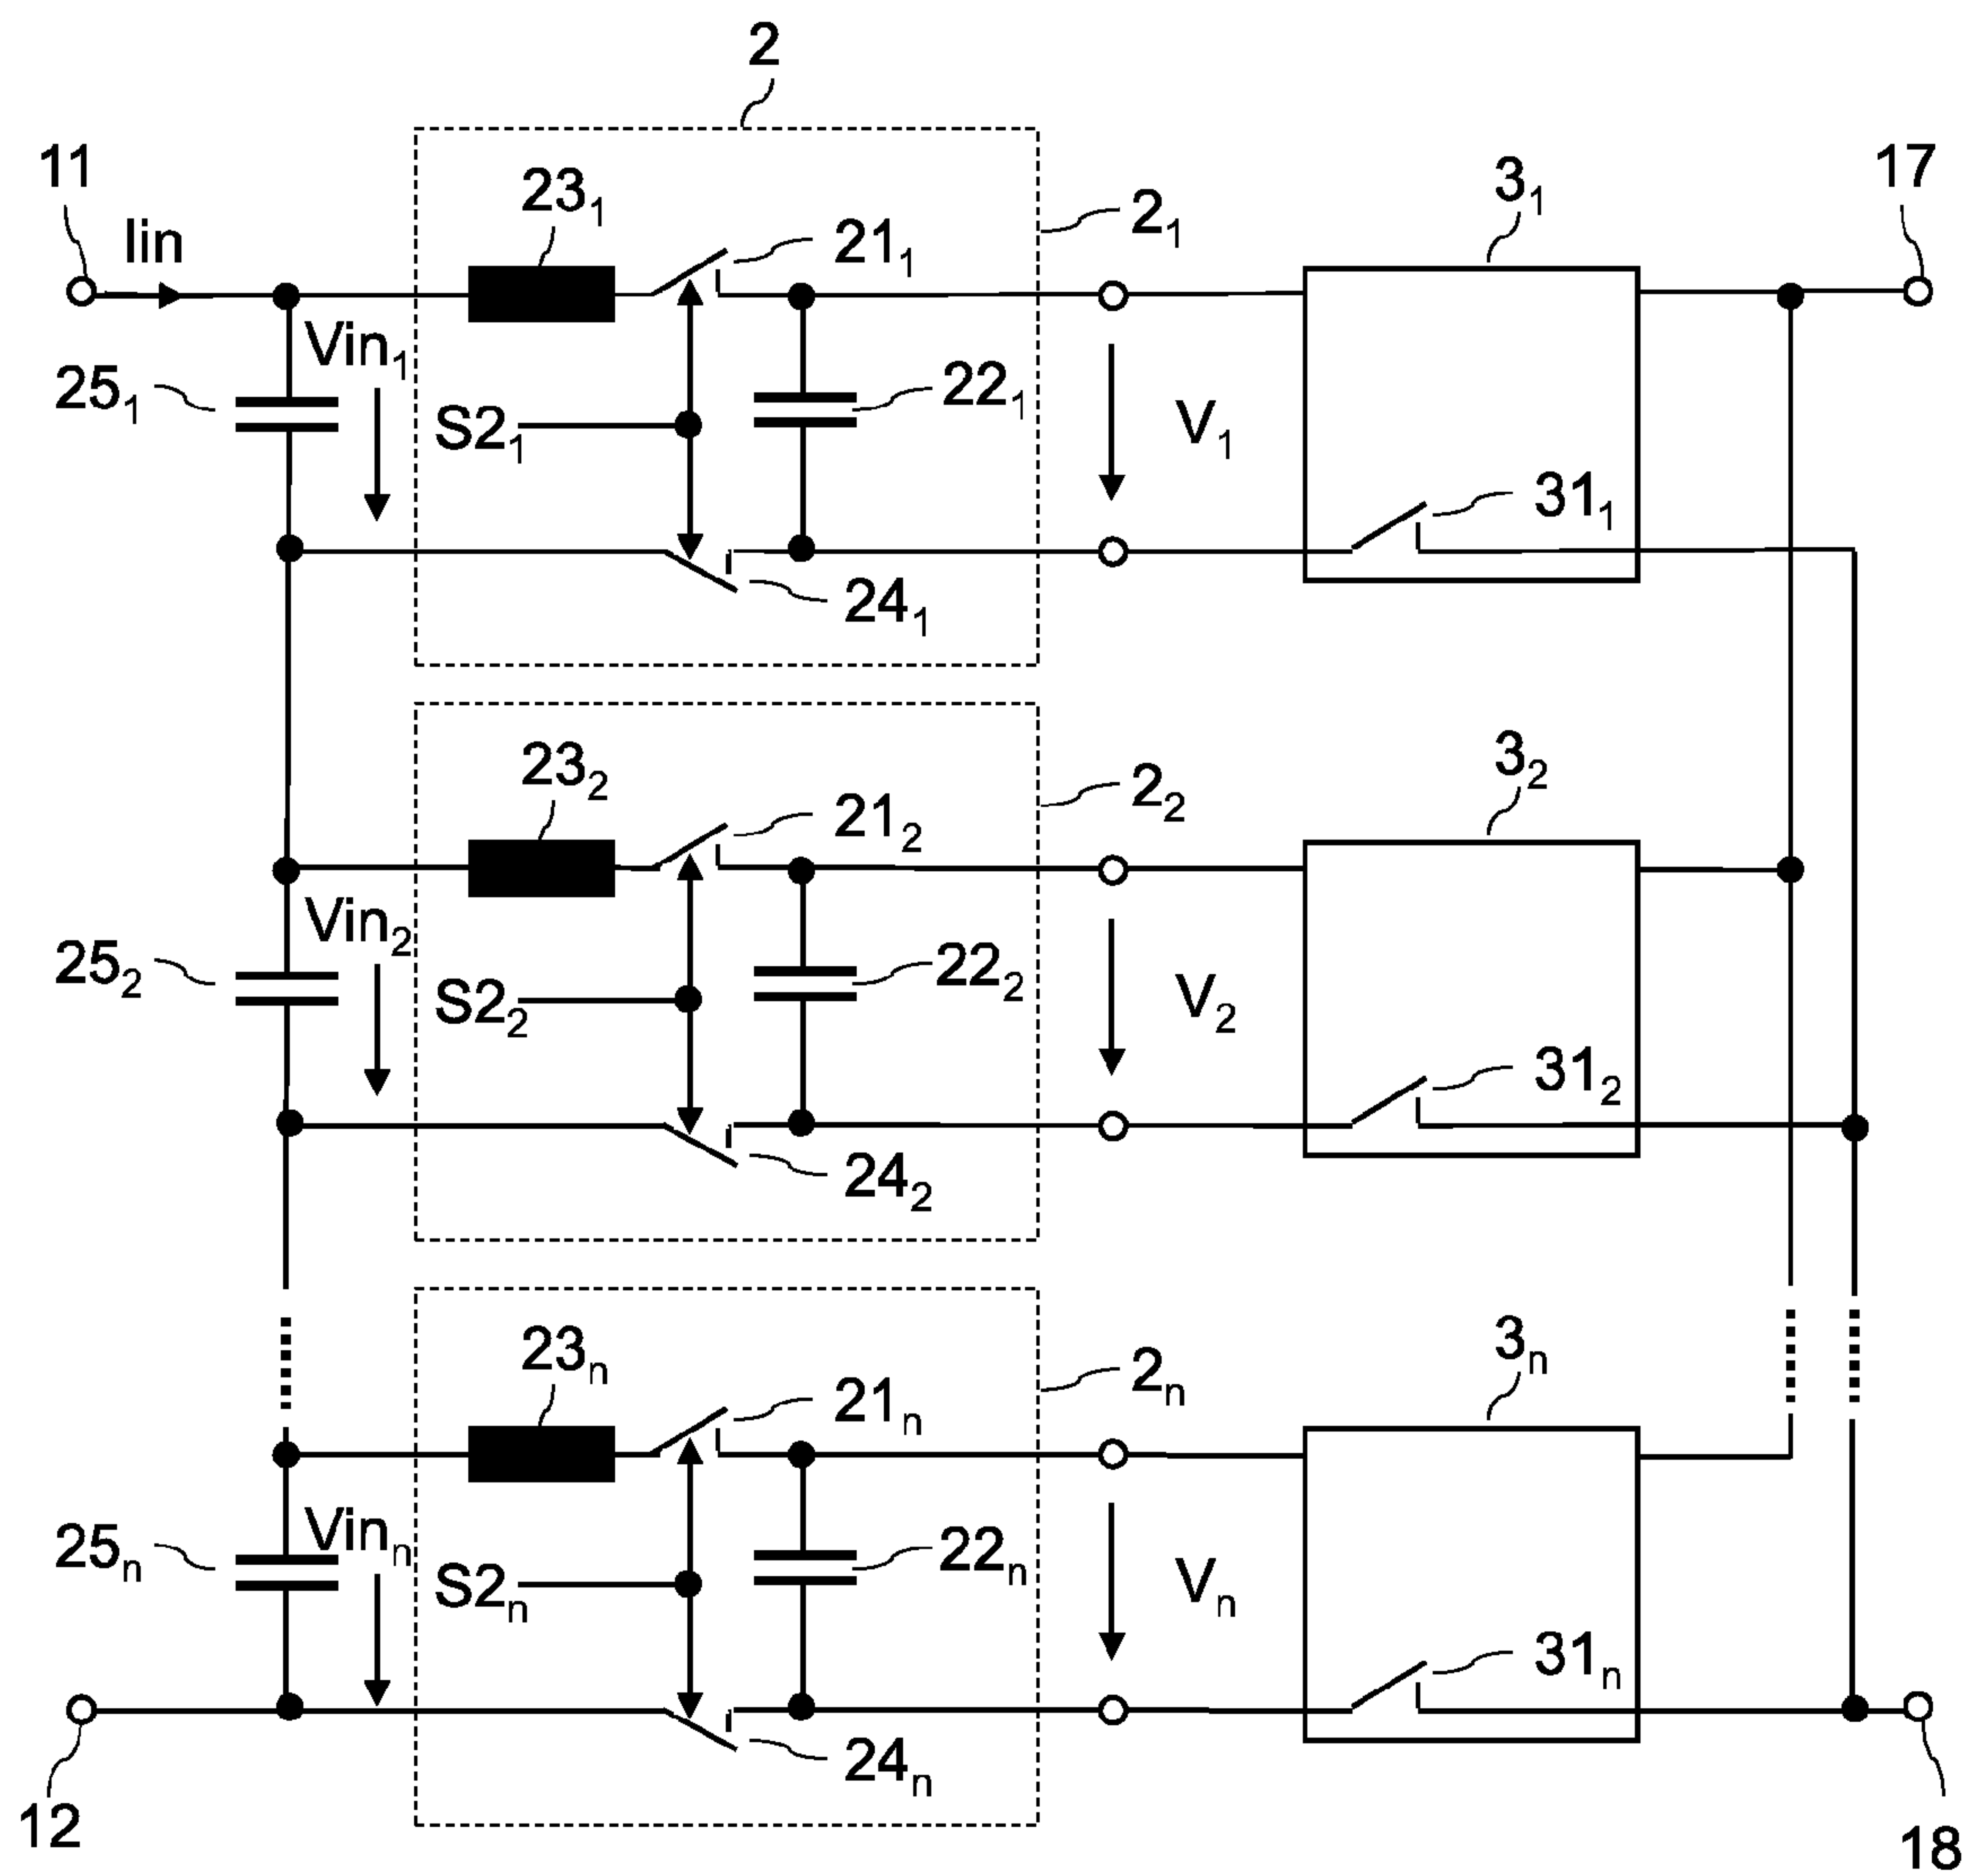 2
11
Iin
23₁
21₁
2₁
3₁
17
Vin₁
25₁
S2₁
22₁
V₁
31₁
24₁
23₂
21₂
2₂
3₂
Vin₂
25₂
S2₂
22₂
V₂
31₂
24₂
23ₙ
21ₙ
2ₙ
3ₙ
Vinₙ
25ₙ
S2ₙ
22ₙ
Vₙ
31ₙ
24ₙ
12
18